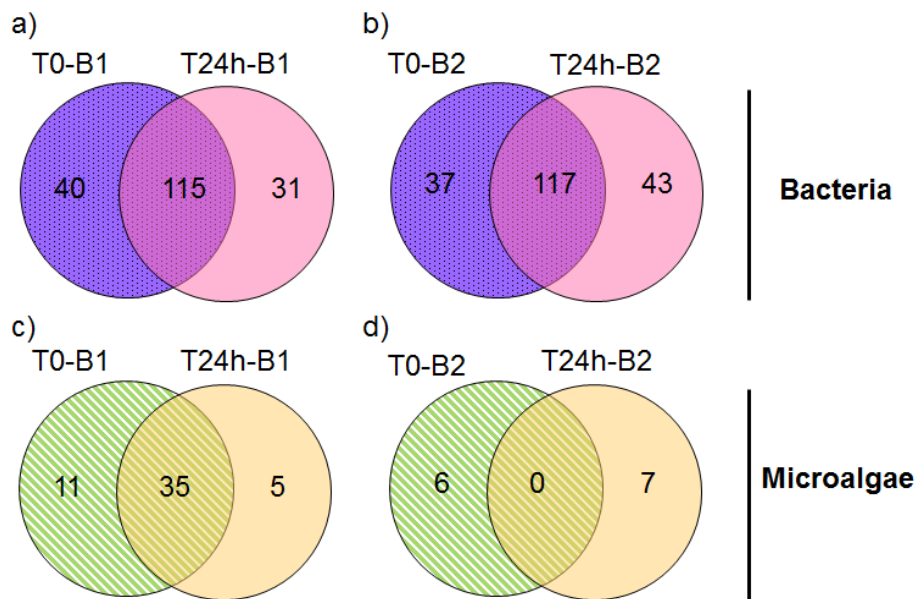 a)
T0-B1 T24h-B1
40 115 31
b)
T0-B2 T24h-B2
37 117 43
Bacteria
c)
T0-B1 T24h-B1
11 35 5
d)
T0-B2 T24h-B2
6 0 7
Microalgae